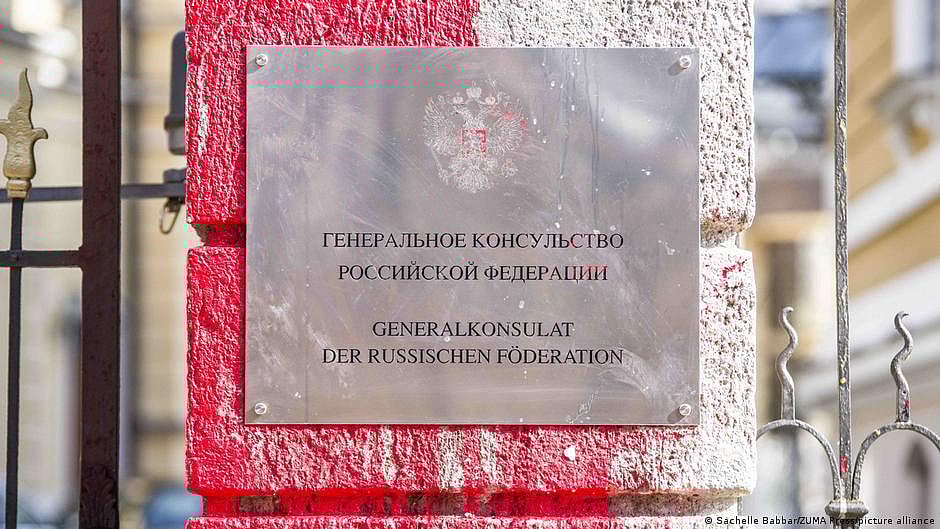 ГЕНЕРАЛЬНОЕ КОНСУЛЬСТВО
РОССИЙСКОЙ ФЕДЕРАЦИИ
GENERALKONSULAT
DER RUSSISCHEN FÖDERATION
© Sachelle Babbar/ZUMA Press/picture alliance